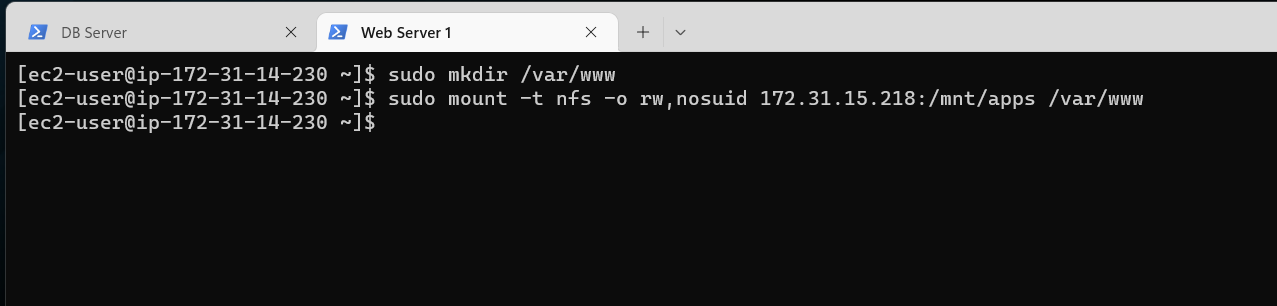 DB Server
Web Server 1
[ec2-user@ip-172-31-14-230 ~]$ sudo mkdir /var/www
[ec2-user@ip-172-31-14-230 ~]$ sudo mount -t nfs -o rw,nosuid 172.31.15.218:/mnt/apps /var/www
[ec2-user@ip-172-31-14-230 ~]$